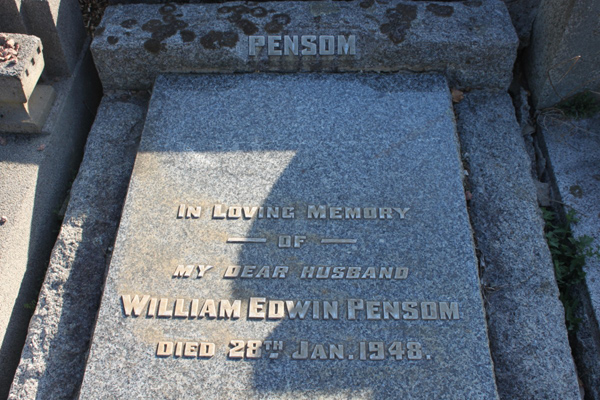 PENSOM
IN LOVING MEMORY
— OF —
MY DEAR HUSBAND
WILLIAM EDWIN PENSOM
DIED 28TH JAN. 1948.